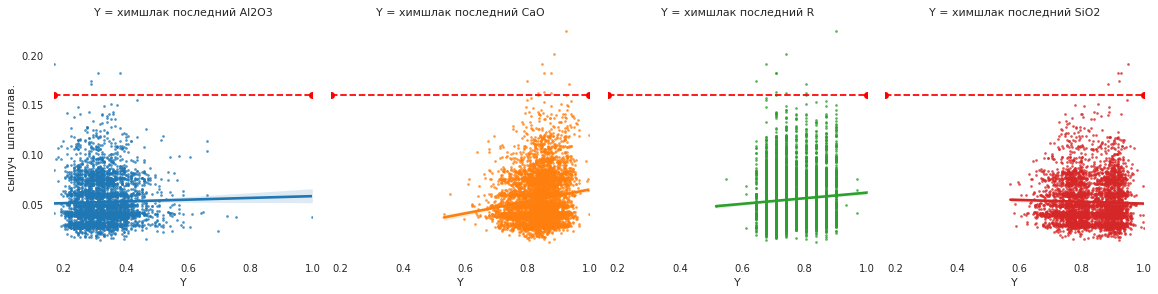 Y = химшлак последний Al2O3
Y = химшлак последний CaO
Y = химшлак последний R
Y = химшлак последний SiO2
сыпуч  шпат плав.
0.20
0.15
0.10
0.05
0.2 0.4 0.6 0.8 1.0
0.2 0.4 0.6 0.8 1.0
0.2 0.4 0.6 0.8 1.0
0.2 0.4 0.6 0.8 1.0
Y
Y
Y
Y